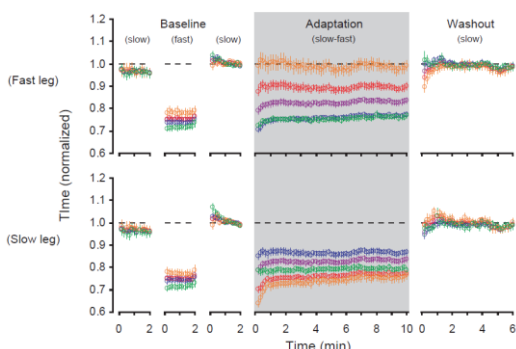 Baseline Adaptation Washout
(slow) (fast) (slow) (slow-fast) (slow)
1.2
1.1
1.0
0.9
0.8
0.7
0.6
(Fast leg)
Time (normalized)
1.2
1.1
1.0
0.9
0.8
0.7
0.6
(Slow leg)
0 2 0 2 0 2 0 2 4 6 8 10 0 2 4 6
Time (min)